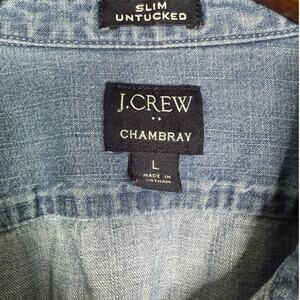 SLIM
UNTUCKED
J.CREW
CHAMBRAY
L
MADE IN
VIETNAM